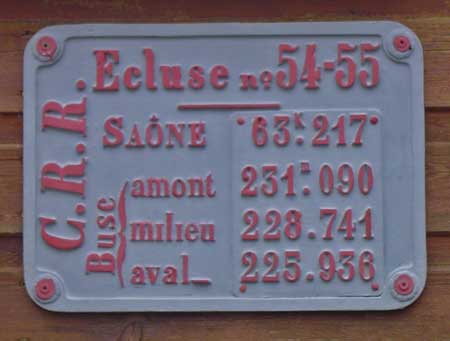 C.R.R.
Ecluse no. 54-55
SAÔNE 63.K 217
Busc
amont 231.m 090
milieu 228.741
aval 225.936